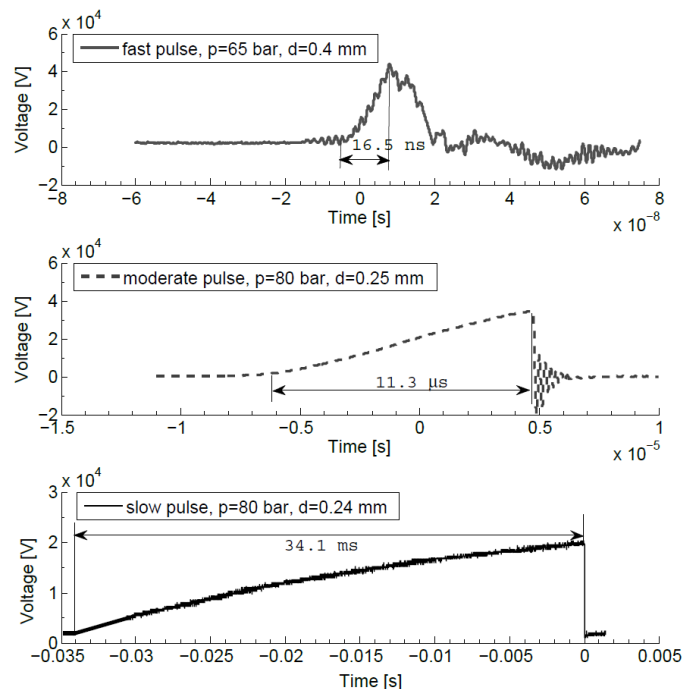 x 10^4
6
4
2
0
−2
Voltage [V]
fast pulse, p=65 bar, d=0.4 mm
16.5 ns
−8 −6 −4 −2 0 2 4 6 8
Time [s]
x 10^-8
x 10^4
6
4
2
0
−2
Voltage [V]
moderate pulse, p=80 bar, d=0.25 mm
11.3 µs
−1.5 −1 −0.5 0 0.5 1
Time [s]
x 10^-5
x 10^4
3
2
1
0
Voltage [V]
slow pulse, p=80 bar, d=0.24 mm
34.1 ms
−0.035 −0.03 −0.025 −0.02 −0.015 −0.01 −0.005 0 0.005
Time [s]